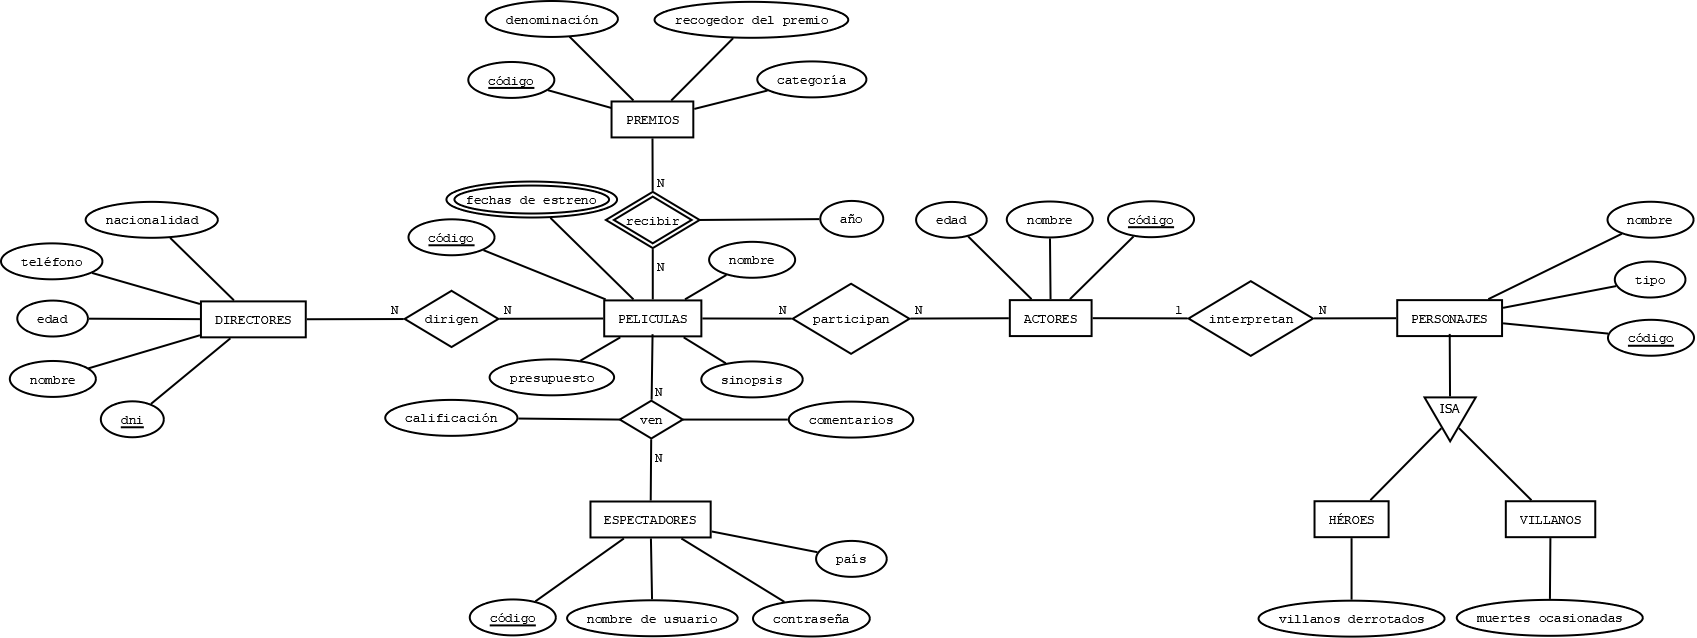 denominación
recogedor del premio
código
categoría
PREMIOS
N
fechas de estreno
recibir
año
nacionalidad
código
edad
nombre
código
nombre
teléfono
nombre
tipo
N
edad
N
dirigen
N
DIRECTORES
PELICULAS
N
participan
N
ACTORES
1
interpretan
N
PERSONAJES
código
nombre
presupuesto
sinopsis
dni
N
calificación
ven
comentarios
ISA
N
ESPECTADORES
HÉROES
VILLANOS
país
código
nombre de usuario
contraseña
villanos derrotados
muertes ocasionadas